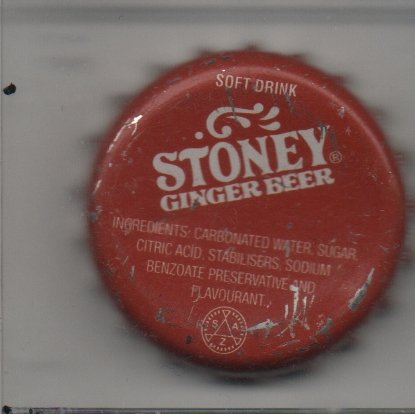 SOFT DRINK
STONEY®
GINGER BEER
INGREDIENTS: CARBONATED WATER, SUGAR,
CITRIC ACID, STABILISERS, SODIUM
BENZOATE PRESERVATIVE AND
FLAVOURANT.
S A
Z